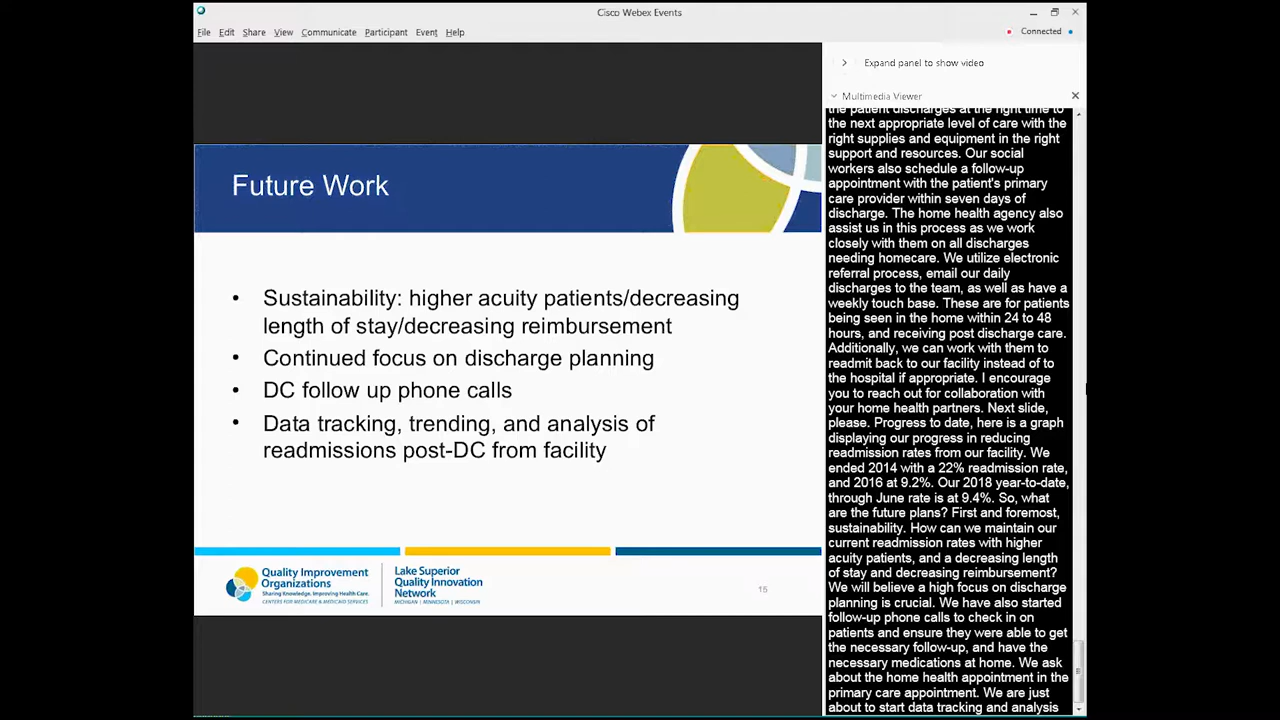 Cisco Webex Events
File Edit Share View Communicate Participant Event Help
Connected
Expand panel to show video
Multimedia Viewer
Future Work
• Sustainability: higher acuity patients/decreasing
length of stay/decreasing reimbursement
• Continued focus on discharge planning
• DC follow up phone calls
• Data tracking, trending, and analysis of
readmissions post-DC from facility
Quality Improvement
Organizations
Sharing Knowledge. Improving Health Care.
CENTERS FOR MEDICARE & MEDICAID SERVICES
Lake Superior
Quality Innovation
Network
MICHIGAN | MINNESOTA | WISCONSIN
15
the patient discharges at the right time to
the next appropriate level of care with the
right supplies and equipment in the right
support and resources. Our social
workers also schedule a follow-up
appointment with the patient's primary
care provider within seven days of
discharge. The home health agency also
assist us in this process as we work
closely with them on all discharges
needing homecare. We utilize electronic
referral process, email our daily
discharges to the team, as well as have a
weekly touch base. These are for patients
being seen in the home within 24 to 48
hours, and receiving post discharge care.
Additionally, we can work with them to
readmit back to our facility instead of to
the hospital if appropriate. I encourage
you to reach out for collaboration with
your home health partners. Next slide,
please. Progress to date, here is a graph
displaying our progress in reducing
readmission rates from our facility. We
ended 2014 with a 22% readmission rate,
and 2016 at 9.2%. Our 2018 year-to-date,
through June rate is at 9.4%. So, what
are the future plans? First and foremost,
sustainability. How can we maintain our
current readmission rates with higher
acuity patients, and a decreasing length
of stay and decreasing reimbursement?
We will believe a high focus on discharge
planning is crucial. We have also started
follow-up phone calls to check in on
patients and ensure they were able to get
the necessary follow-up, and have the
necessary medications at home. We ask
about the home health appointment in the
primary care appointment. We are just
about to start data tracking and analysis